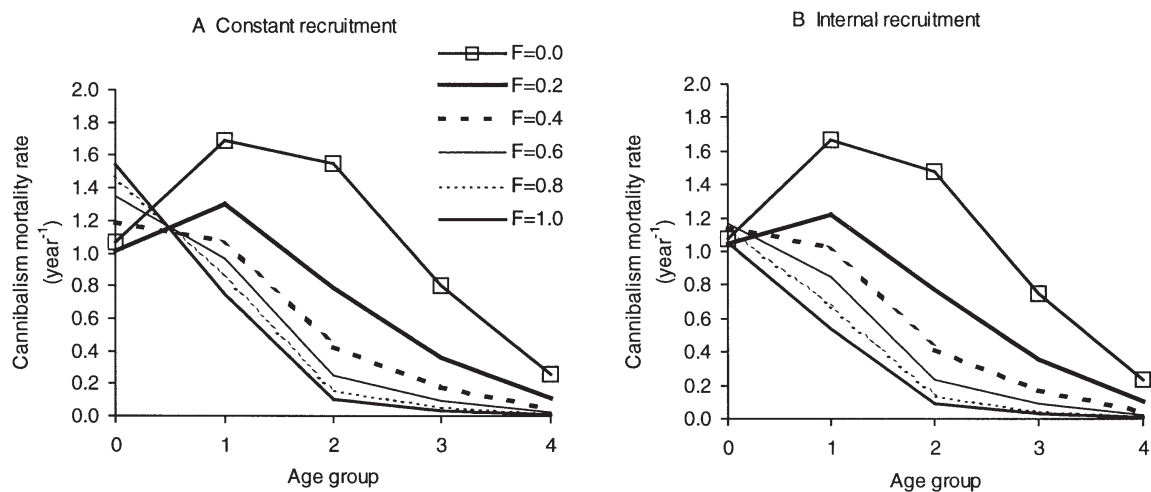 A Constant recruitment
F=0.0
F=0.2
F=0.4
F=0.6
F=0.8
F=1.0
2.0
1.8
1.6
1.4
1.2
1.0
0.8
0.6
0.4
0.2
0.0
Cannibalism mortality rate
(year⁻¹)
0 1 2 3 4
Age group
B Internal recruitment
2.0
1.8
1.6
1.4
1.2
1.0
0.8
0.6
0.4
0.2
0.0
Cannibalism mortality rate
(year⁻¹)
0 1 2 3 4
Age group